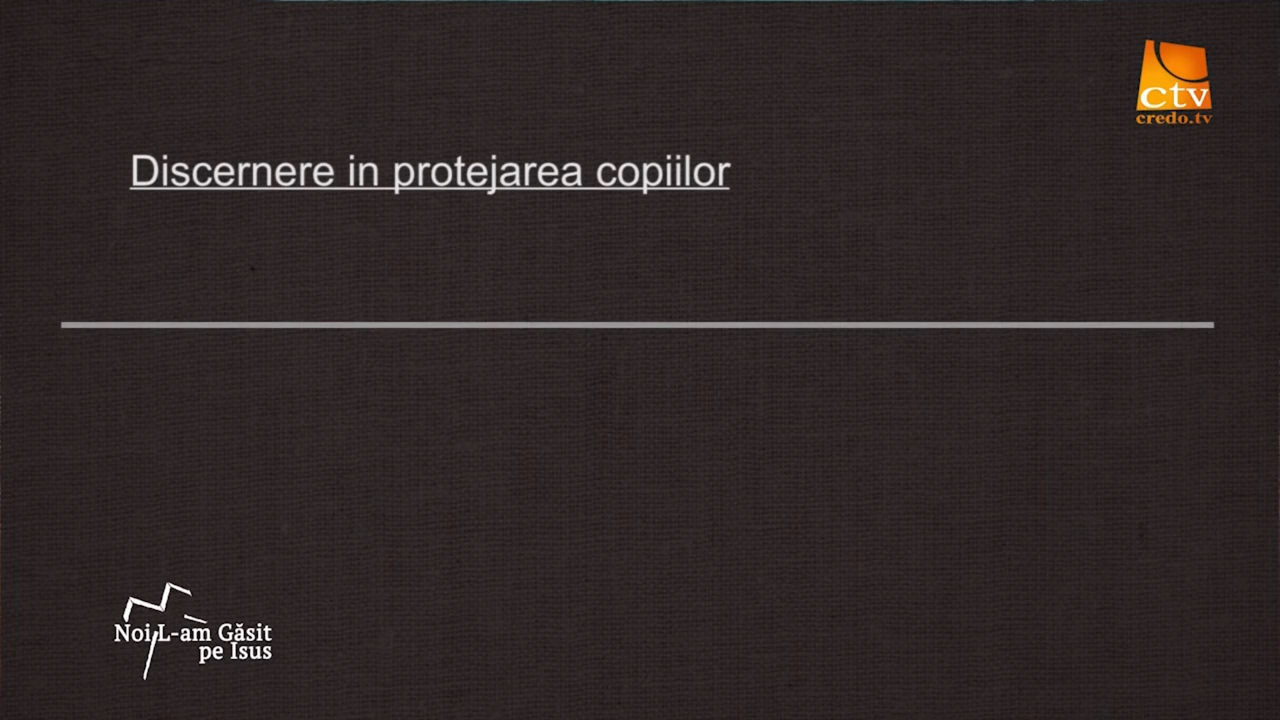 ctv
credo.tv
Discernere in protejarea copiilor
Noi L-am Găsit
pe Isus